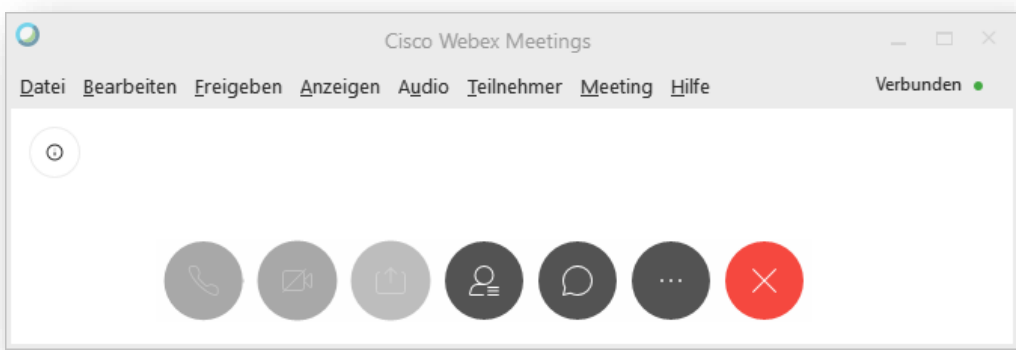 Cisco Webex Meetings
Datei Bearbeiten Freigeben Anzeigen Audio Teilnehmer Meeting Hilfe Verbunden